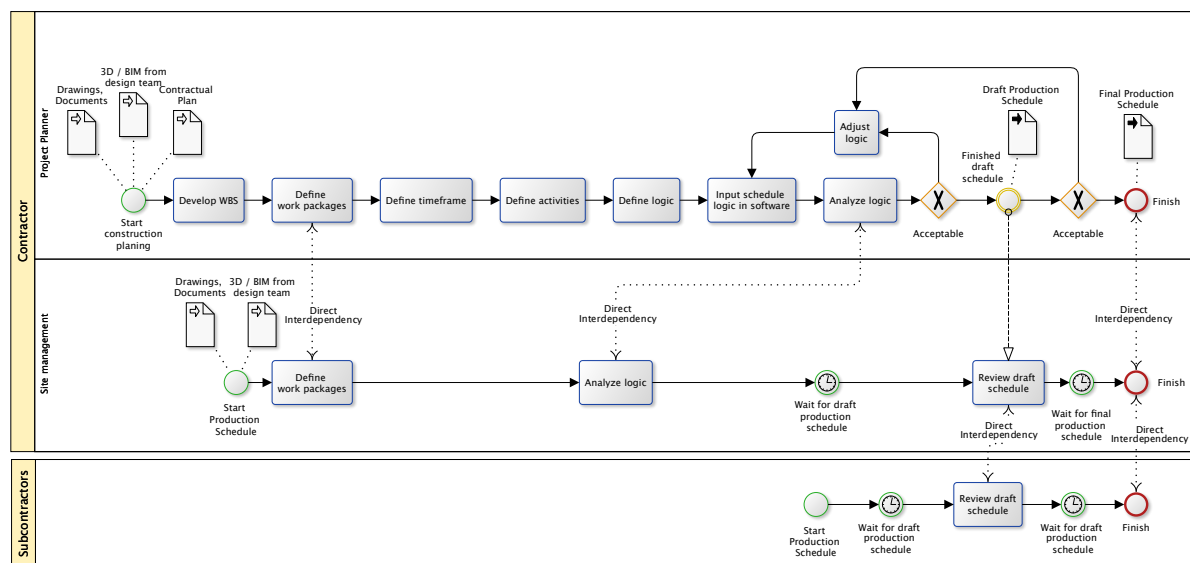 Contractor
Project Planner
Drawings,
Documents
3D / BIM from
design team
Contractual
Plan
Start
construction
planing
Develop WBS
Define
work packages
Define timeframe
Define activities
Define logic
Input schedule
logic in software
Analyze logic
Adjust
logic
Acceptable
Finished
draft
schedule
Draft Production
Schedule
Acceptable
Final Production
Schedule
Finish
Site management
Drawings,
Documents
3D / BIM from
design team
Start
Production
Schedule
Direct
Interdependency
Define
work packages
Direct
Interdependency
Analyze logic
Wait for draft
production
schedule
Review draft
schedule
Direct
Interdependency
Wait for final
production
schedule
Direct
Interdependency
Finish
Direct
Interdependency
Subcontractors
Start
Production
Schedule
Wait for draft
production
schedule
Review draft
schedule
Wait for draft
production
schedule
Finish